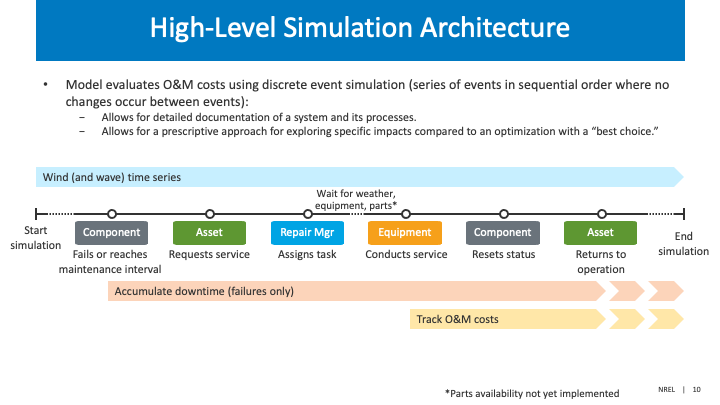 High-Level Simulation Architecture
• Model evaluates O&M costs using discrete event simulation (series of events in sequential order where no
changes occur between events):
– Allows for detailed documentation of a system and its processes.
– Allows for a prescriptive approach for exploring specific impacts compared to an optimization with a “best choice.”
Wind (and wave) time series
Wait for weather,
equipment, parts*
Start
simulation
Component
Fails or reaches
maintenance interval
Asset
Requests service
Repair Mgr
Assigns task
Equipment
Conducts service
Component
Resets status
Asset
Returns to
operation
End
simulation
Accumulate downtime (failures only)
Track O&M costs
*Parts availability not yet implemented
NREL | 10